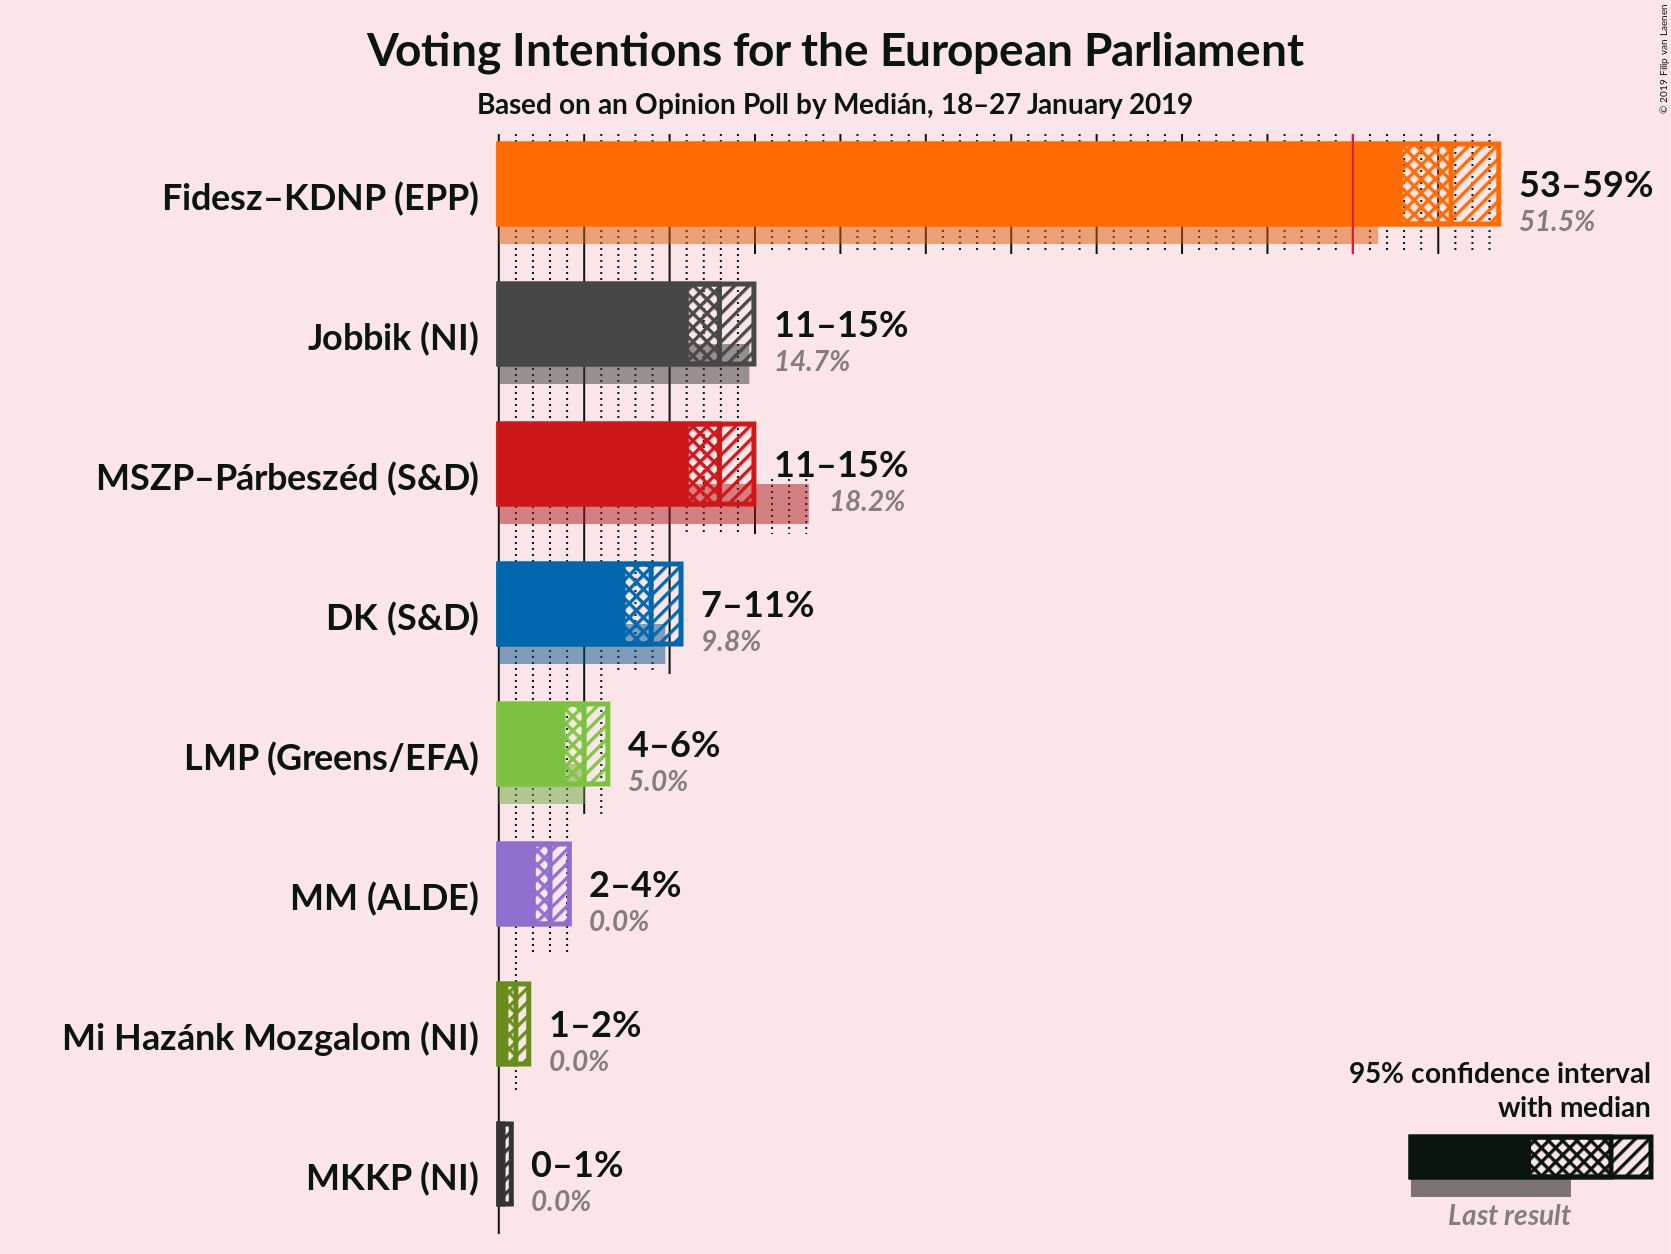 Voting Intentions for the European Parliament
Based on an Opinion Poll by Medián, 18–27 January 2019
© 2019 Filip van Laenen
Fidesz–KDNP (EPP)
53–59%
51.5%
Jobbik (NI)
11–15%
14.7%
MSZP–Párbeszéd (S&D)
11–15%
18.2%
DK (S&D)
7–11%
9.8%
LMP (Greens/EFA)
4–6%
5.0%
MM (ALDE)
2–4%
0.0%
Mi Hazánk Mozgalom (NI)
1–2%
0.0%
MKKP (NI)
0–1%
0.0%
95% confidence interval
with median
Last result